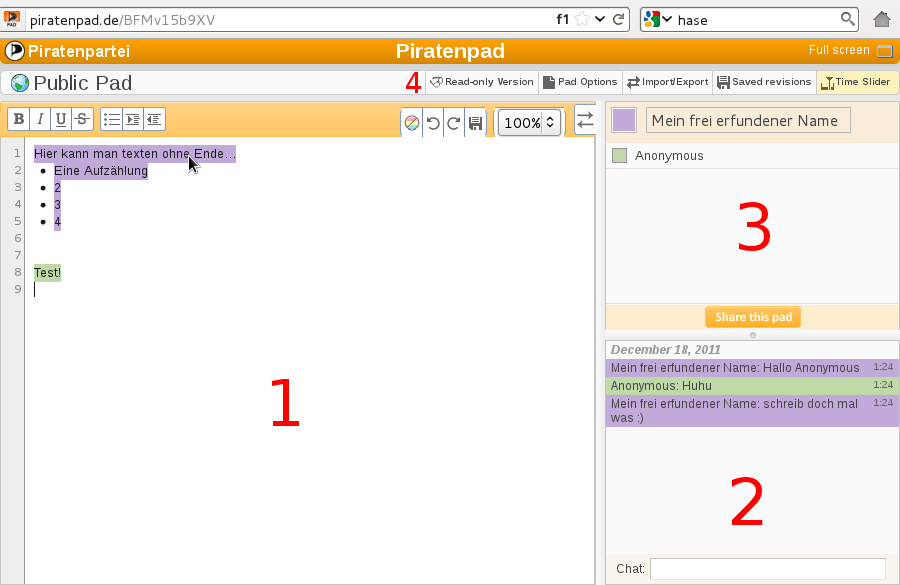 piratenpad.de/BFMv15b9XV
f1
hase
PAD
Piratenpartei
Piratenpad
Full screen
Public Pad
4
Read-only Version
Pad Options
Import/Export
Saved revisions
Time Slider
B I U S
100%
Mein frei erfundener Name
Anonymous
3
Share this pad
1 Hier kann man texten ohne Ende...
2 • Eine Aufzählung
3 • 2
4 • 3
5 • 4
6
7
8 Test!
9
1
December 18, 2011
Mein frei erfundener Name: Hallo Anonymous 1:24
Anonymous: Huhu 1:24
Mein frei erfundener Name: schreib doch mal 1:24
was :)
2
Chat: